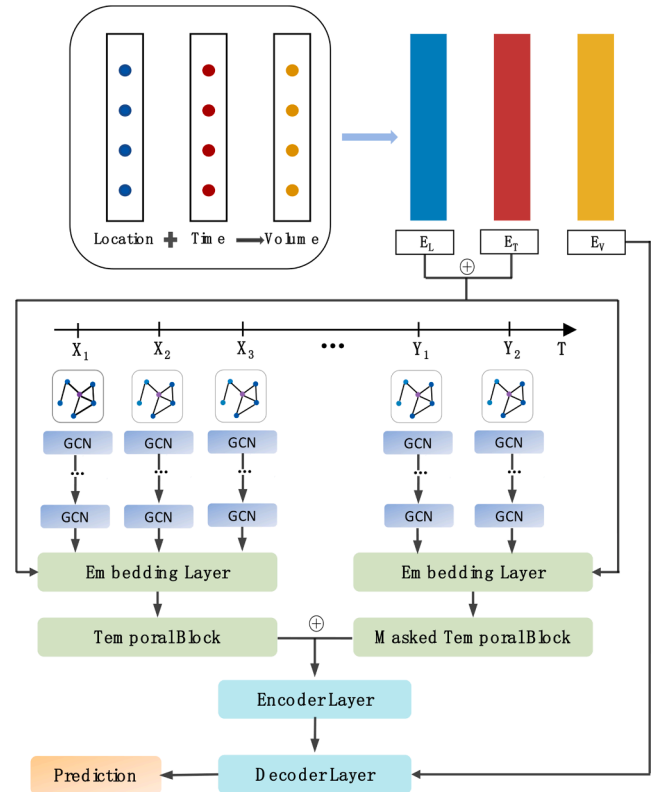 Location + Time → Volume
E_L E_T E_V
⊕
X_1 X_2 X_3 ••• Y_1 Y_2 T
GCN GCN GCN GCN GCN
••• ••• ••• ••• •••
GCN GCN GCN GCN GCN
Embedding Layer Embedding Layer
⊕
TemporalBlock Masked TemporalBlock
EncoderLayer
Prediction DecoderLayer